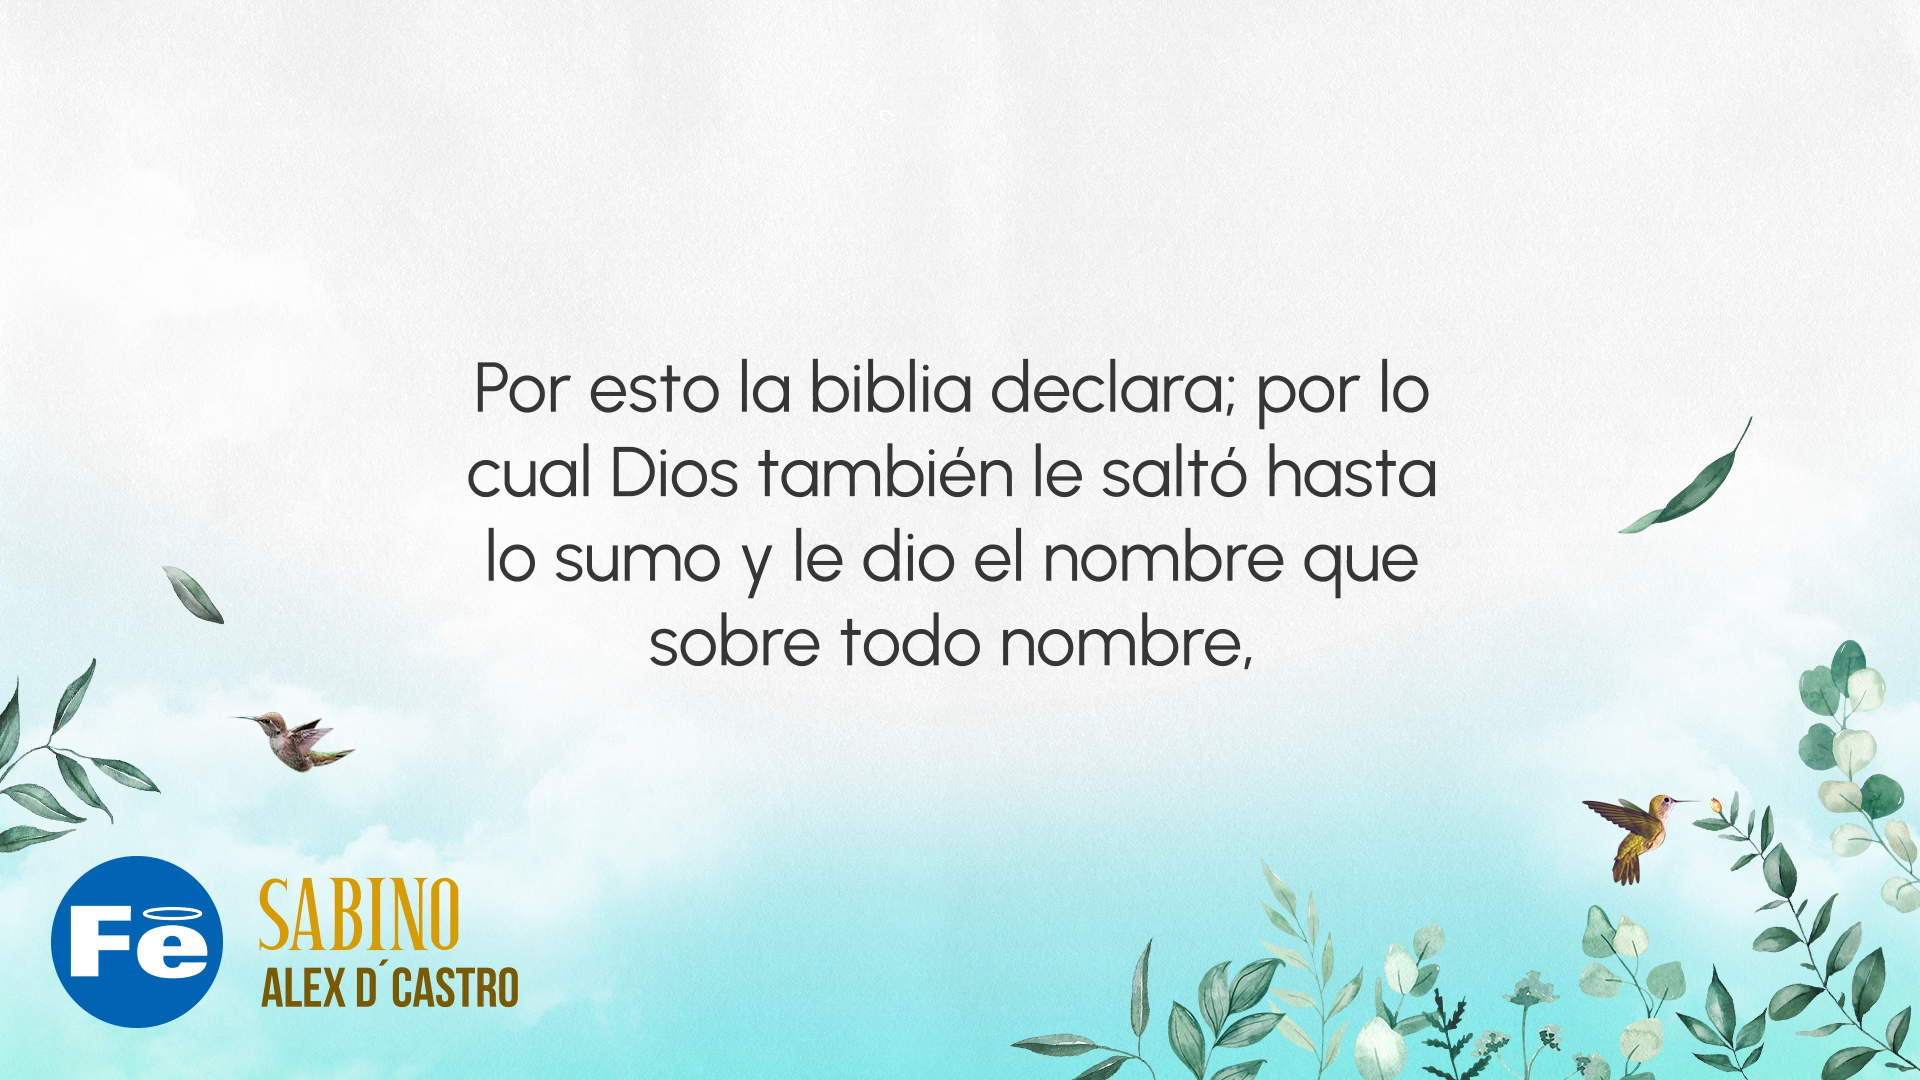 Por esto la biblia declara; por lo
cual Dios también le saltó hasta
lo sumo y le dio el nombre que
sobre todo nombre,
Fe
SABINO
ALEX D´CASTRO